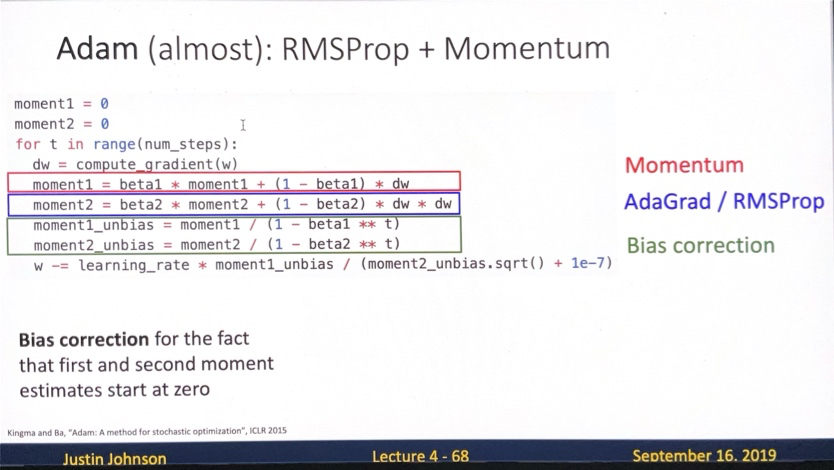 Adam (almost): RMSProp + Momentum
moment1 = 0
moment2 = 0
for t in range(num_steps):
dw = compute_gradient(w)
moment1 = beta1 * moment1 + (1 - beta1) * dw
moment2 = beta2 * moment2 + (1 - beta2) * dw * dw
moment1_unbias = moment1 / (1 - beta1 ** t)
moment2_unbias = moment2 / (1 - beta2 ** t)
w -= learning_rate * moment1_unbias / (moment2_unbias.sqrt() + 1e-7)
Momentum
AdaGrad / RMSProp
Bias correction
Bias correction for the fact
that first and second moment
estimates start at zero
Kingma and Ba, "Adam: A method for stochastic optimization", ICLR 2015
Justin Johnson
Lecture 4 - 68
September 16, 2019